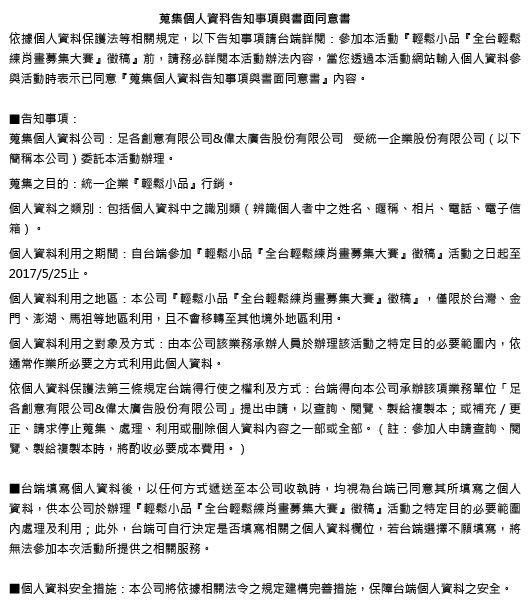 蒐集個人資料告知事項與書面同意書
依據個人資料保護法等相關規定，以下告知事項請台端詳閱：參加本活動『輕鬆小品『全台輕鬆
練肖畫募集大賽』徵稿』前，請務必詳閱本活動辦法內容，當您透過本活動網站輸入個人資料參
與活動時表示已同意『蒐集個人資料告知事項與書面同意書』內容。
■告知事項：
蒐集個人資料公司：足各創意有限公司&偉太廣告股份有限公司 受統一企業股份有限公司（以下
簡稱本公司）委託本活動辦理。
蒐集之目的：統一企業『輕鬆小品』行銷。
個人資料之類別：包括個人資料中之識別類（辨識個人者中之姓名、暱稱、相片、電話、電子信
箱）。
個人資料利用之期間：自台端參加『輕鬆小品『全台輕鬆練肖畫募集大賽』徵稿』活動之日起至
2017/5/25止。
個人資料利用之地區：本公司『輕鬆小品『全台輕鬆練肖畫募集大賽』徵稿』，僅限於台灣、金
門、澎湖、馬祖等地區利用，且不會移轉至其他境外地區利用。
個人資料利用之對象及方式：由本公司該業務承辦人員於辦理該活動之特定目的必要範圍內，依
通常作業所必要之方式利用此個人資料。
依個人資料保護法第三條規定台端得行使之權利及方式：台端得向本公司承辦該項業務單位「足
各創意有限公司&偉太廣告股份有限公司」提出申請，以查詢、閱覽、製給複製本；或補充／更
正、請求停止蒐集、處理、利用或刪除個人資料內容之一部或全部。（註：參加人申請查詢、閱
覽、製給複製本時，將酌收必要成本費用。）
■台端填寫個人資料後，以任何方式遞送至本公司收執時，均視為台端已同意其所填寫之個人
資料，供本公司於辦理『輕鬆小品『全台輕鬆練肖畫募集大賽』徵稿』活動之特定目的必要範圍
內處理及利用；此外，台端可自行決定是否填寫相關之個人資料欄位，若台端選擇不願填寫，將
無法參加本次活動所提供之相關服務。
■個人資料安全措施：本公司將依據相關法令之規定建構完善措施，保障台端個人資料之安全。